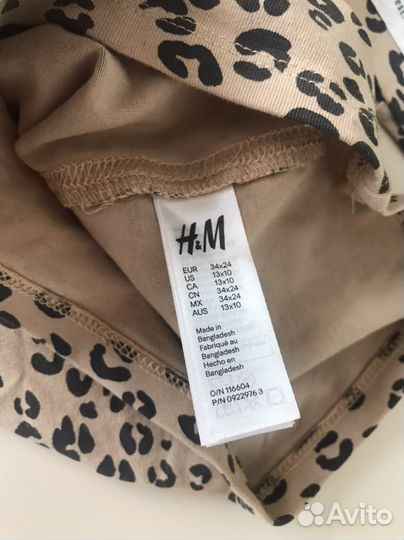 H&M
EUR 34x24
US 13x10
CA 13x10
CN 34x24
MX 34x24
AUS 13x10
Made in
Bangladesh
Fabriqué au
Bangladesh
Hecho en
Bangladesh
O/N 116604
P/N 0922976 3
Avito